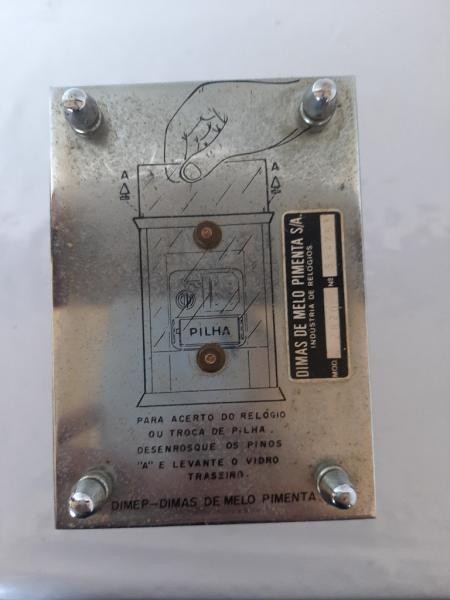 A
A
PILHA
PARA ACERTO DO RELÓGIO
OU TROCA DE PILHA.
DESENROSQUE OS PINOS
"A" E LEVANTE O VIDRO
TRASEIRO.
DIMEP-DIMAS DE MELO PIMENTA
DIMAS DE MELO PIMENTA S/A.
INDUSTRIA DE RELOGIOS
MOD. Nº